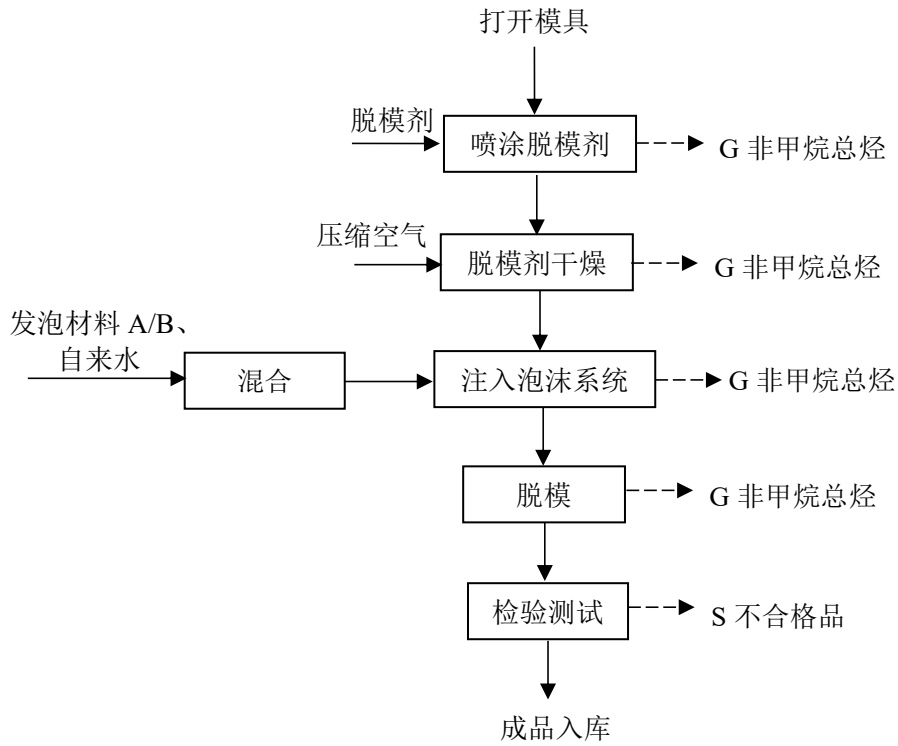 打开模具
脱模剂
喷涂脱模剂
G 非甲烷总烃
压缩空气
脱模剂干燥
G 非甲烷总烃
发泡材料 A/B、
自来水
混合
注入泡沫系统
G 非甲烷总烃
脱模
G 非甲烷总烃
检验测试
S 不合格品
成品入库